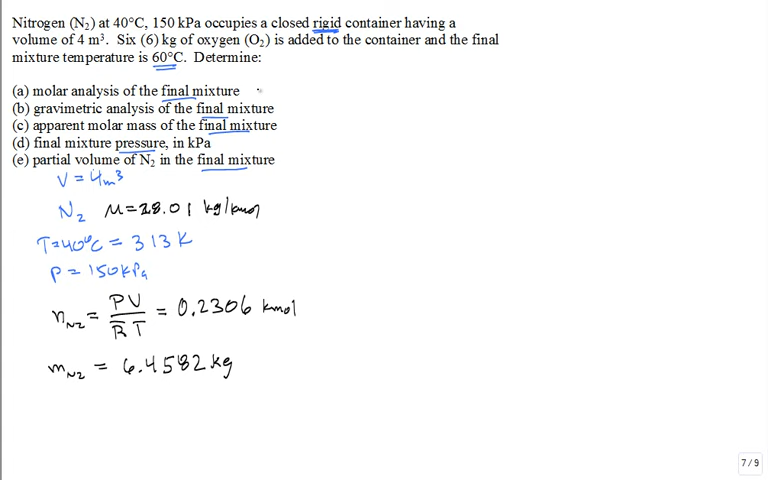 Nitrogen (N₂) at 40°C, 150 kPa occupies a closed rigid container having a
volume of 4 m³. Six (6) kg of oxygen (O₂) is added to the container and the final
mixture temperature is 60°C. Determine:
(a) molar analysis of the final mixture
(b) gravimetric analysis of the final mixture
(c) apparent molar mass of the final mixture
(d) final mixture pressure, in kPa
(e) partial volume of N₂ in the final mixture
V = 4m³
N₂ M=28.01 kg/kmol
T=40°C = 313K
P = 150kPa
n_N₂ = PV / R̄T = 0.2306 kmol
m_N₂ = 6.4582 kg
7 / 9